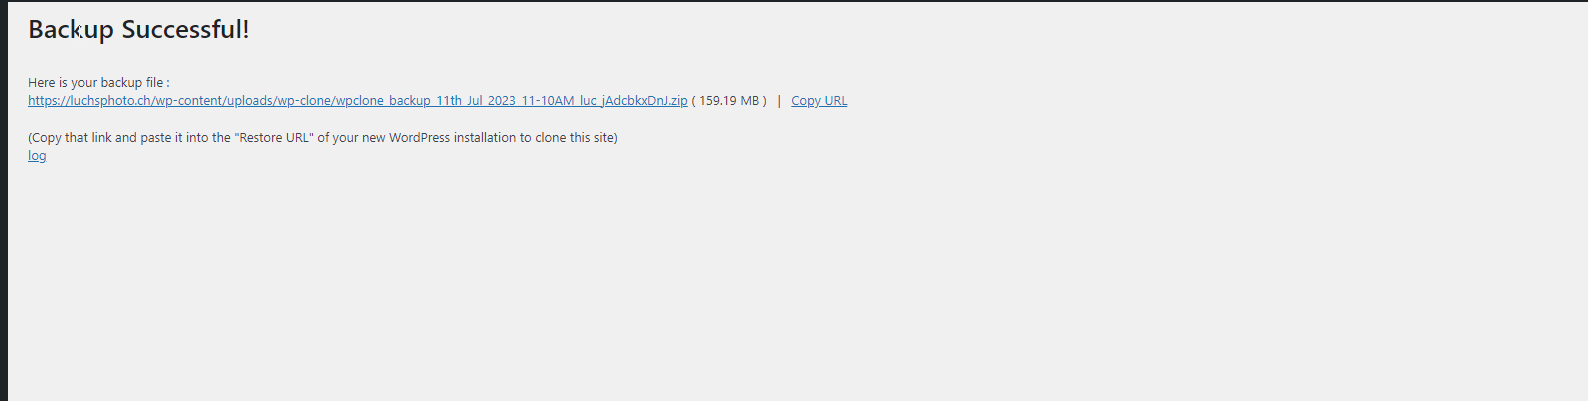 Backup Successful!
Here is your backup file :
https://luchsphoto.ch/wp-content/uploads/wp-clone/wpclone_backup_11th_Jul_2023_11-10AM_luc_jAdcbkxDnJ.zip ( 159.19 MB ) | Copy URL
(Copy that link and paste it into the "Restore URL" of your new WordPress installation to clone this site)
log